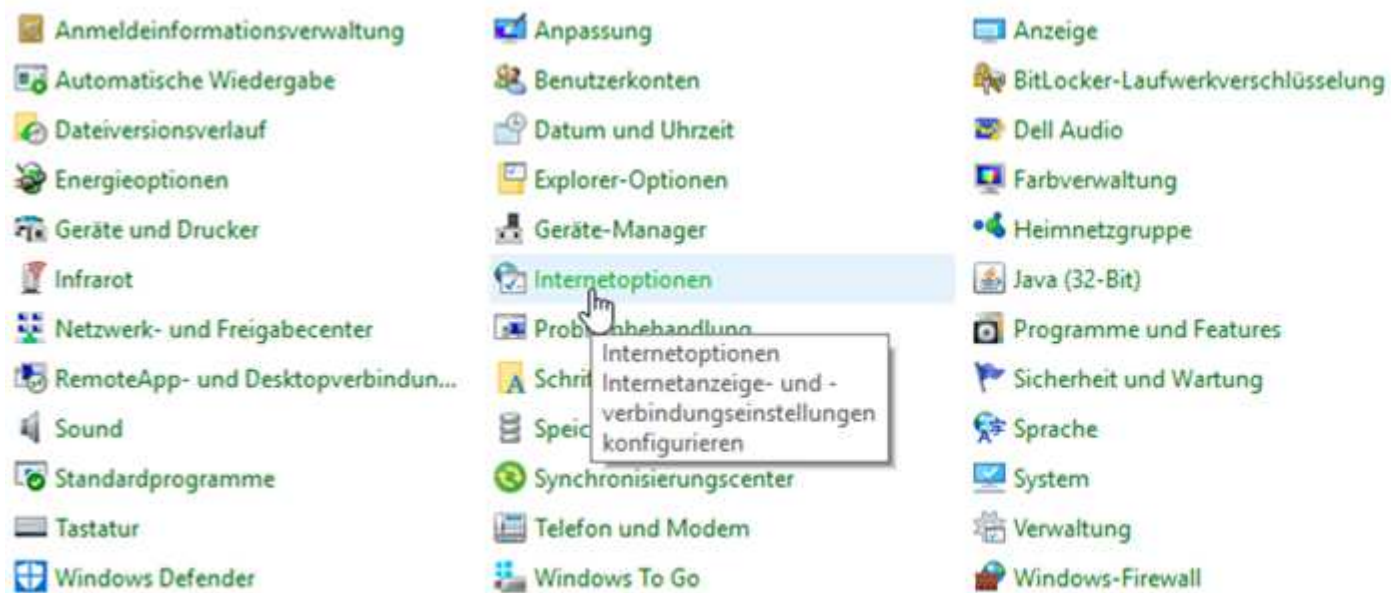 Anmeldeinformationsverwaltung
Anpassung
Anzeige
Automatische Wiedergabe
Benutzerkonten
BitLocker-Laufwerkverschlüsselung
Dateiversionsverlauf
Datum und Uhrzeit
Dell Audio
Energieoptionen
Explorer-Optionen
Farbverwaltung
Geräte und Drucker
Geräte-Manager
Heimnetzgruppe
Infrarot
Internetoptionen
Java (32-Bit)
Netzwerk- und Freigabecenter
Programme und Features
RemoteApp- und Desktopverbindun...
Sicherheit und Wartung
Sound
Sprache
Internetoptionen
Internetanzeige- und -
verbindungseinstellungen
konfigurieren
Standardprogramme
Synchronisierungscenter
System
Tastatur
Telefon und Modem
Verwaltung
Windows Defender
Windows To Go
Windows-Firewall